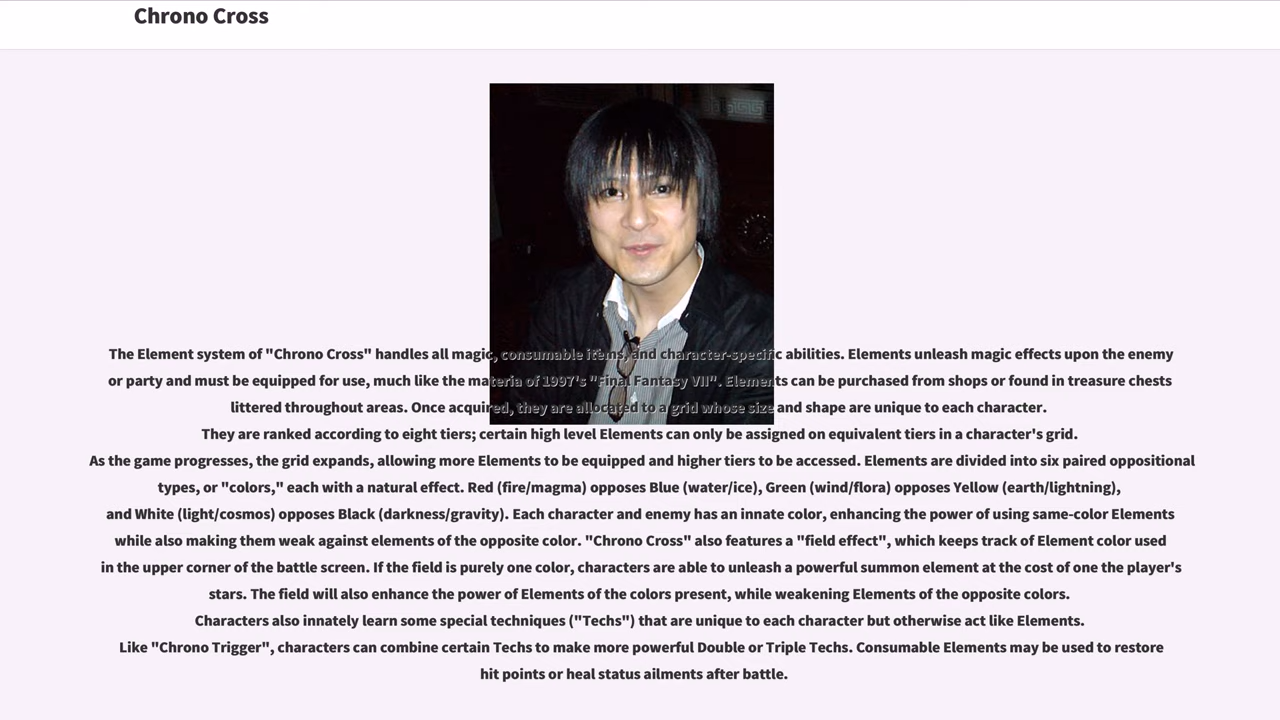 Chrono Cross
The Element system of "Chrono Cross" handles all magic, consumable items, and character-specific abilities. Elements unleash magic effects upon the enemy
or party and must be equipped for use, much like the materia of 1997's "Final Fantasy VII". Elements can be purchased from shops or found in treasure chests
littered throughout areas. Once acquired, they are allocated to a grid whose size and shape are unique to each character.
They are ranked according to eight tiers; certain high level Elements can only be assigned on equivalent tiers in a character's grid.
As the game progresses, the grid expands, allowing more Elements to be equipped and higher tiers to be accessed. Elements are divided into six paired oppositional
types, or "colors," each with a natural effect. Red (fire/magma) opposes Blue (water/ice), Green (wind/flora) opposes Yellow (earth/lightning),
and White (light/cosmos) opposes Black (darkness/gravity). Each character and enemy has an innate color, enhancing the power of using same-color Elements
while also making them weak against elements of the opposite color. "Chrono Cross" also features a "field effect", which keeps track of Element color used
in the upper corner of the battle screen. If the field is purely one color, characters are able to unleash a powerful summon element at the cost of one the player's
stars. The field will also enhance the power of Elements of the colors present, while weakening Elements of the opposite colors.
Characters also innately learn some special techniques ("Techs") that are unique to each character but otherwise act like Elements.
Like "Chrono Trigger", characters can combine certain Techs to make more powerful Double or Triple Techs. Consumable Elements may be used to restore
hit points or heal status ailments after battle.